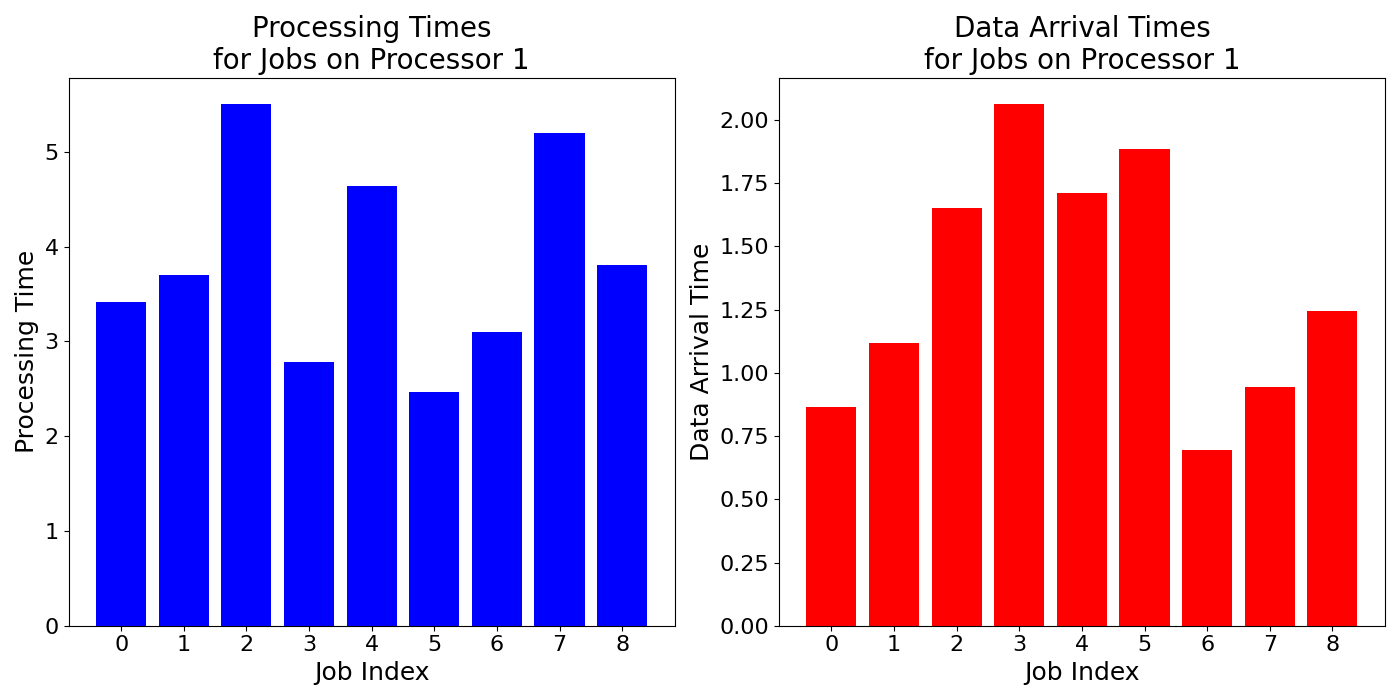 Processing Times
for Jobs on Processor 1
Processing Time
5
4
3
2
1
0
0 1 2 3 4 5 6 7 8
Job Index
Data Arrival Times
for Jobs on Processor 1
Data Arrival Time
2.00
1.75
1.50
1.25
1.00
0.75
0.50
0.25
0.00
0 1 2 3 4 5 6 7 8
Job Index